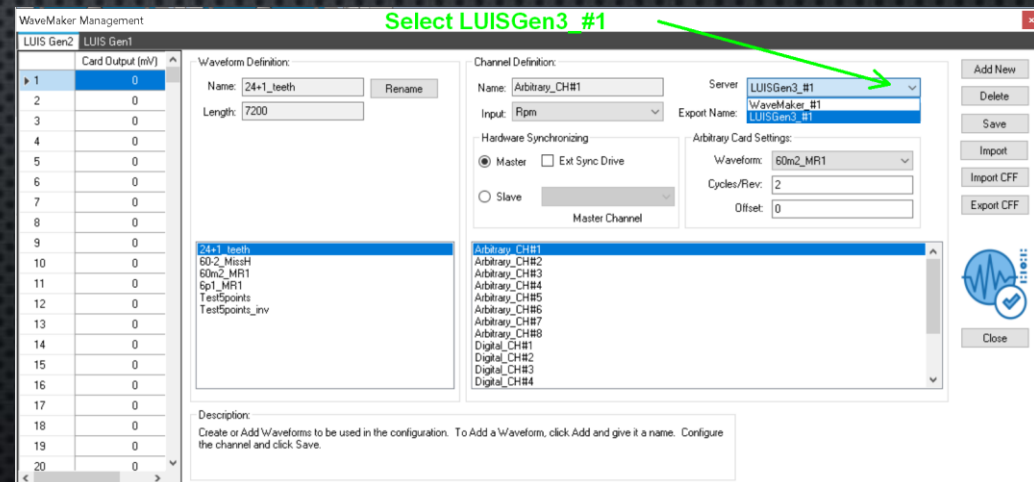 Select LUISGen3_#1
WaveMaker Management
LUIS Gen2 LUIS Gen1
Card Output (mV)
1 0
2 0
3 0
4 0
5 0
6 0
7 0
8 0
9 0
10 0
11 0
12 0
13 0
14 0
15 0
16 0
17 0
18 0
19 0
20 0
Waveform Definition:
Name: 24+1_teeth Rename
Length: 7200
24+1_teeth
60-2_MissH
60m2_MR1
6p1_MR1
Test5points
Test5points_inv
Channel Definition:
Name: Arbitrary_CH#1 Server LUISGen3_#1
WaveMaker_#1
Input: Rpm Export Name: LUISGen3_#1
Hardware Synchronizing
Master Ext Sync Drive
Slave
Master Channel
Arbitrary Card Settings:
Waveform: 60m2_MR1
Cycles/Rev: 2
Offset: 0
Arbitrary_CH#1
Arbitrary_CH#2
Arbitrary_CH#3
Arbitrary_CH#4
Arbitrary_CH#5
Arbitrary_CH#6
Arbitrary_CH#7
Arbitrary_CH#8
Digital_CH#1
Digital_CH#2
Digital_CH#3
Digital_CH#4
Description:
Create or Add Waveforms to be used in the configuration. To Add a Waveform, click Add and give it a name. Configure
the channel and click Save.
Add New
Delete
Save
Import
Import CFF
Export CFF
Close